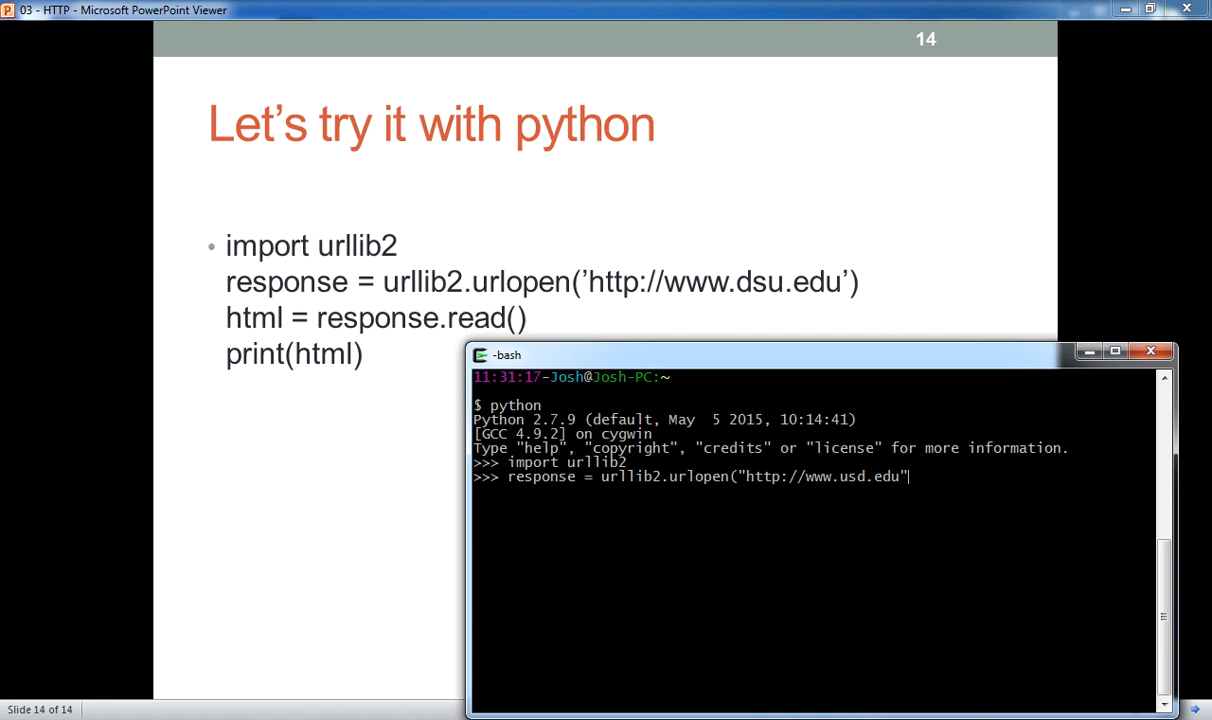 03 - HTTP - Microsoft PowerPoint Viewer
14
Let’s try it with python
• import urllib2
response = urllib2.urlopen(’http://www.dsu.edu’)
html = response.read()
print(html)
-bash
11:31:17-Josh@Josh-PC:~
$ python
Python 2.7.9 (default, May  5 2015, 10:14:41)
[GCC 4.9.2] on cygwin
Type "help", "copyright", "credits" or "license" for more information.
>>> import urllib2
>>> response = urllib2.urlopen("http://www.usd.edu"
Slide 14 of 14